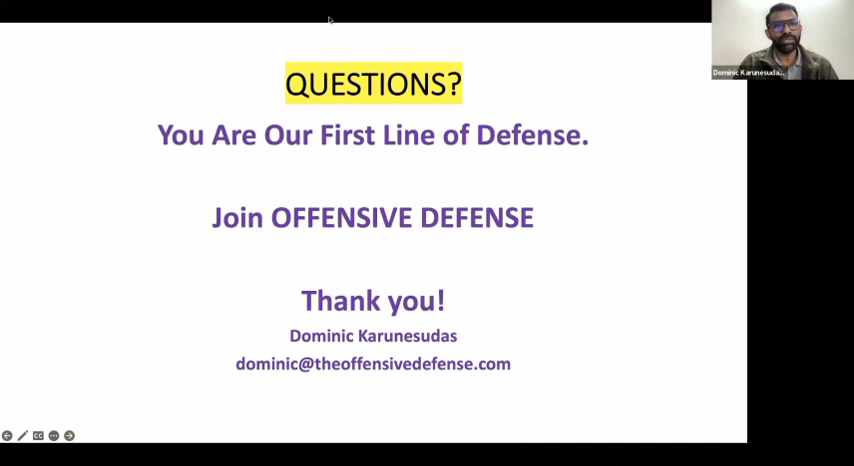 Dominic Karunesuda...
QUESTIONS?
You Are Our First Line of Defense.
Join OFFENSIVE DEFENSE
Thank you!
Dominic Karunesudas
dominic@theoffensivedefense.com
CC